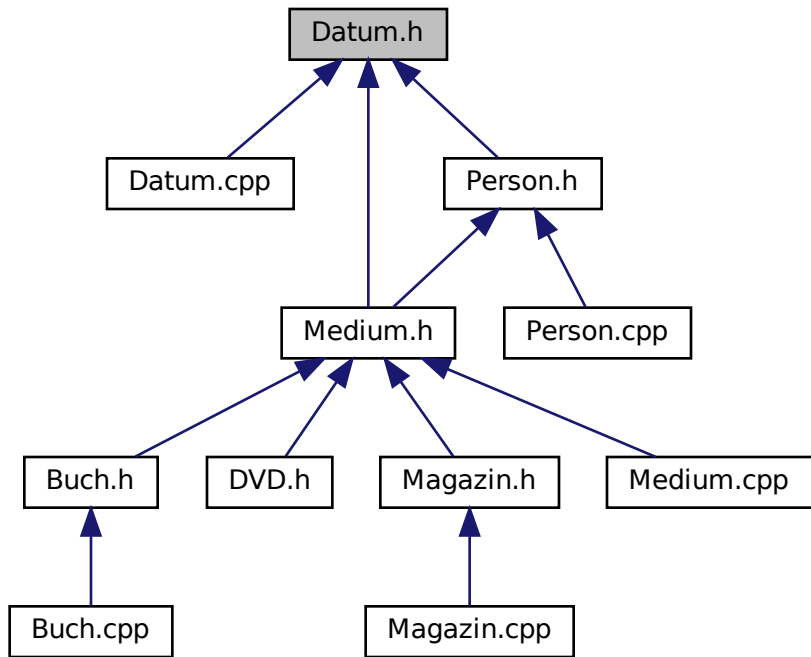 Datum.h
Datum.cpp
Person.h
Medium.h
Person.cpp
Buch.h
DVD.h
Magazin.h
Medium.cpp
Buch.cpp
Magazin.cpp